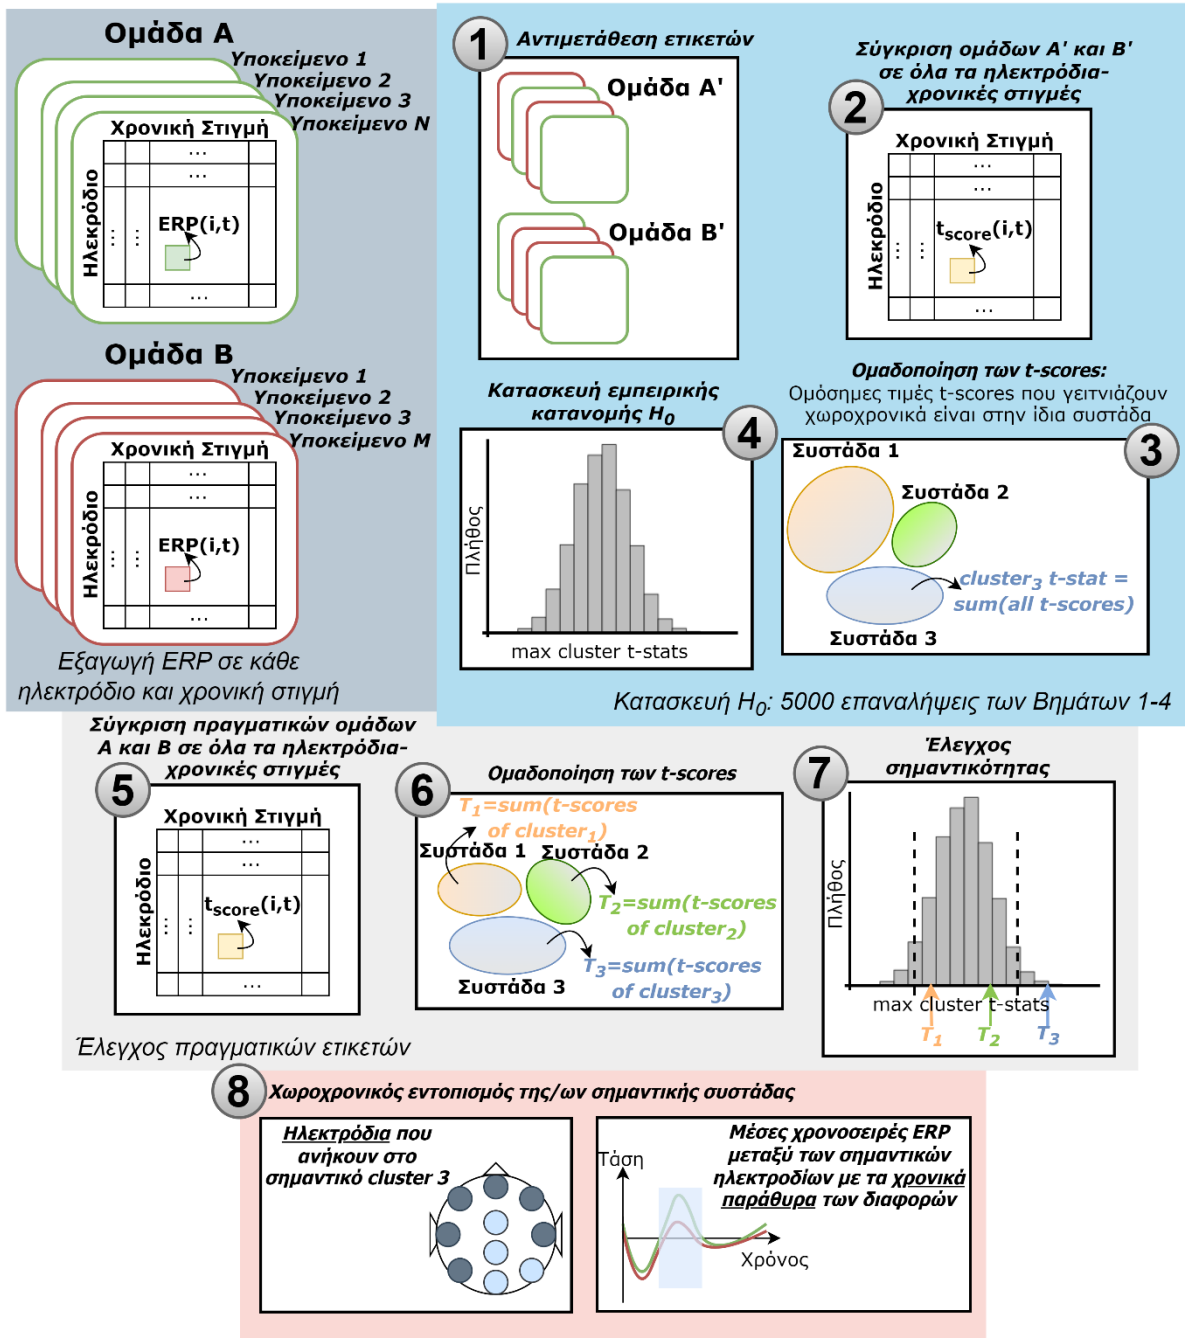 Ομάδα Α
Υποκείμενο 1
Υποκείμενο 2
Υποκείμενο 3
Υποκείμενο Ν
Χρονική Στιγμή
Ηλεκρόδιο
...
...
⋮ ⋮
ERP(i,t)
...
Ομάδα Β
Υποκείμενο 1
Υποκείμενο 2
Υποκείμενο 3
Υποκείμενο Μ
Χρονική Στιγμή
Ηλεκρόδιο
...
...
⋮ ⋮
ERP(i,t)
...
Εξαγωγή ERP σε κάθε
ηλεκτρόδιο και χρονική στιγμή
1
Αντιμετάθεση ετικετών
Ομάδα Α'
Ομάδα Β'
2
Σύγκριση ομάδων Α' και Β'
σε όλα τα ηλεκτρόδια-
χρονικές στιγμές
Χρονική Στιγμή
Ηλεκρόδιο
...
...
⋮ ⋮
tscore(i,t)
...
3
Ομαδοποίηση των t-scores:
Ομόσημες τιμές t-scores που γειτνιάζουν
χωροχρονικά είναι στην ίδια συστάδα
Συστάδα 1
Συστάδα 2
cluster3 t-stat =
sum(all t-scores)
Συστάδα 3
4
Κατασκευή εμπειρικής
κατανομής H0
Πλήθος
max cluster t-stats
Κατασκευή H0: 5000 επαναλήψεις των Βημάτων 1-4
5
Σύγκριση πραγματικών ομάδων
Α και Β σε όλα τα ηλεκτρόδια-
χρονικές στιγμές
Χρονική Στιγμή
Ηλεκρόδιο
...
...
⋮ ⋮
tscore(i,t)
...
6
Ομαδοποίηση των t-scores
T1=sum(t-scores
of cluster1)
Συστάδα 1
Συστάδα 2
T2=sum(t-scores
of cluster2)
T3=sum(t-scores
of cluster3)
Συστάδα 3
7
Έλεγχος
σημαντικότητας
Πλήθος
max cluster t-stats
T1 T2 T3
Έλεγχος πραγματικών ετικετών
8
Χωροχρονικός εντοπισμός της/ων σημαντικής συστάδας
Ηλεκτρόδια που
ανήκουν στο
σημαντικό cluster 3
Μέσες χρονοσειρές ERP
μεταξύ των σημαντικών
ηλεκτροδίων με τα χρονικά
παράθυρα των διαφορών
Τάση
Χρόνος